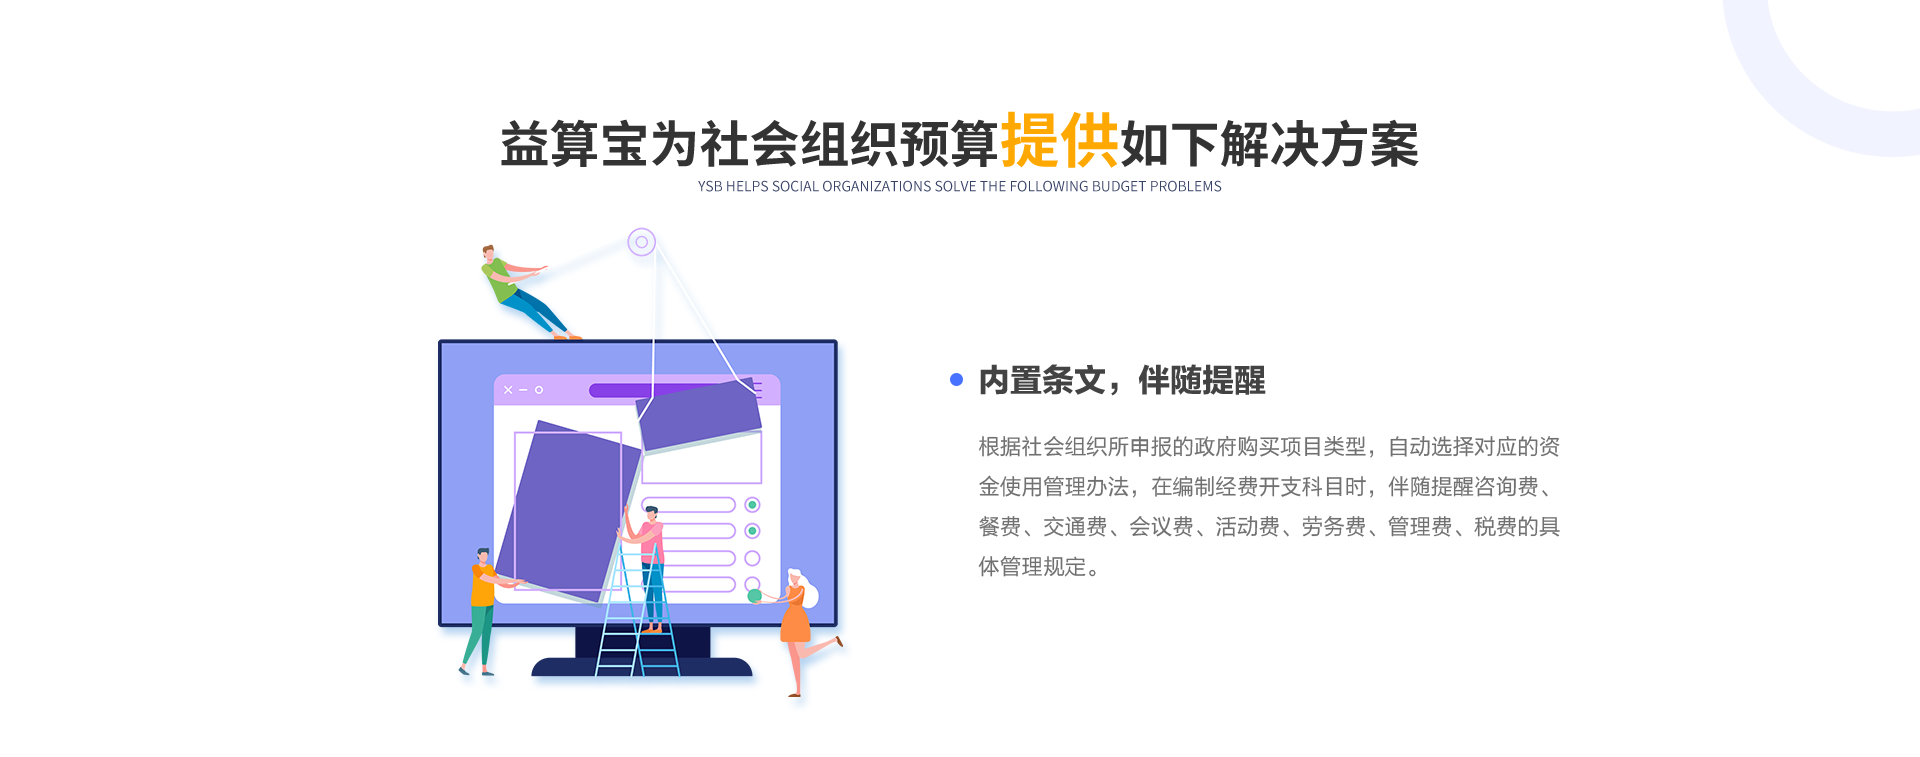 益算宝为社会组织预算提供如下解决方案
YSB HELPS SOCIAL ORGANIZATIONS SOLVE THE FOLLOWING BUDGET PROBLEMS
内置条文，伴随提醒
根据社会组织所申报的政府购买项目类型，自动选择对应的资
金使用管理办法，在编制经费开支科目时，伴随提醒咨询费、
餐费、交通费、会议费、活动费、劳务费、管理费、税费的具
体管理规定。